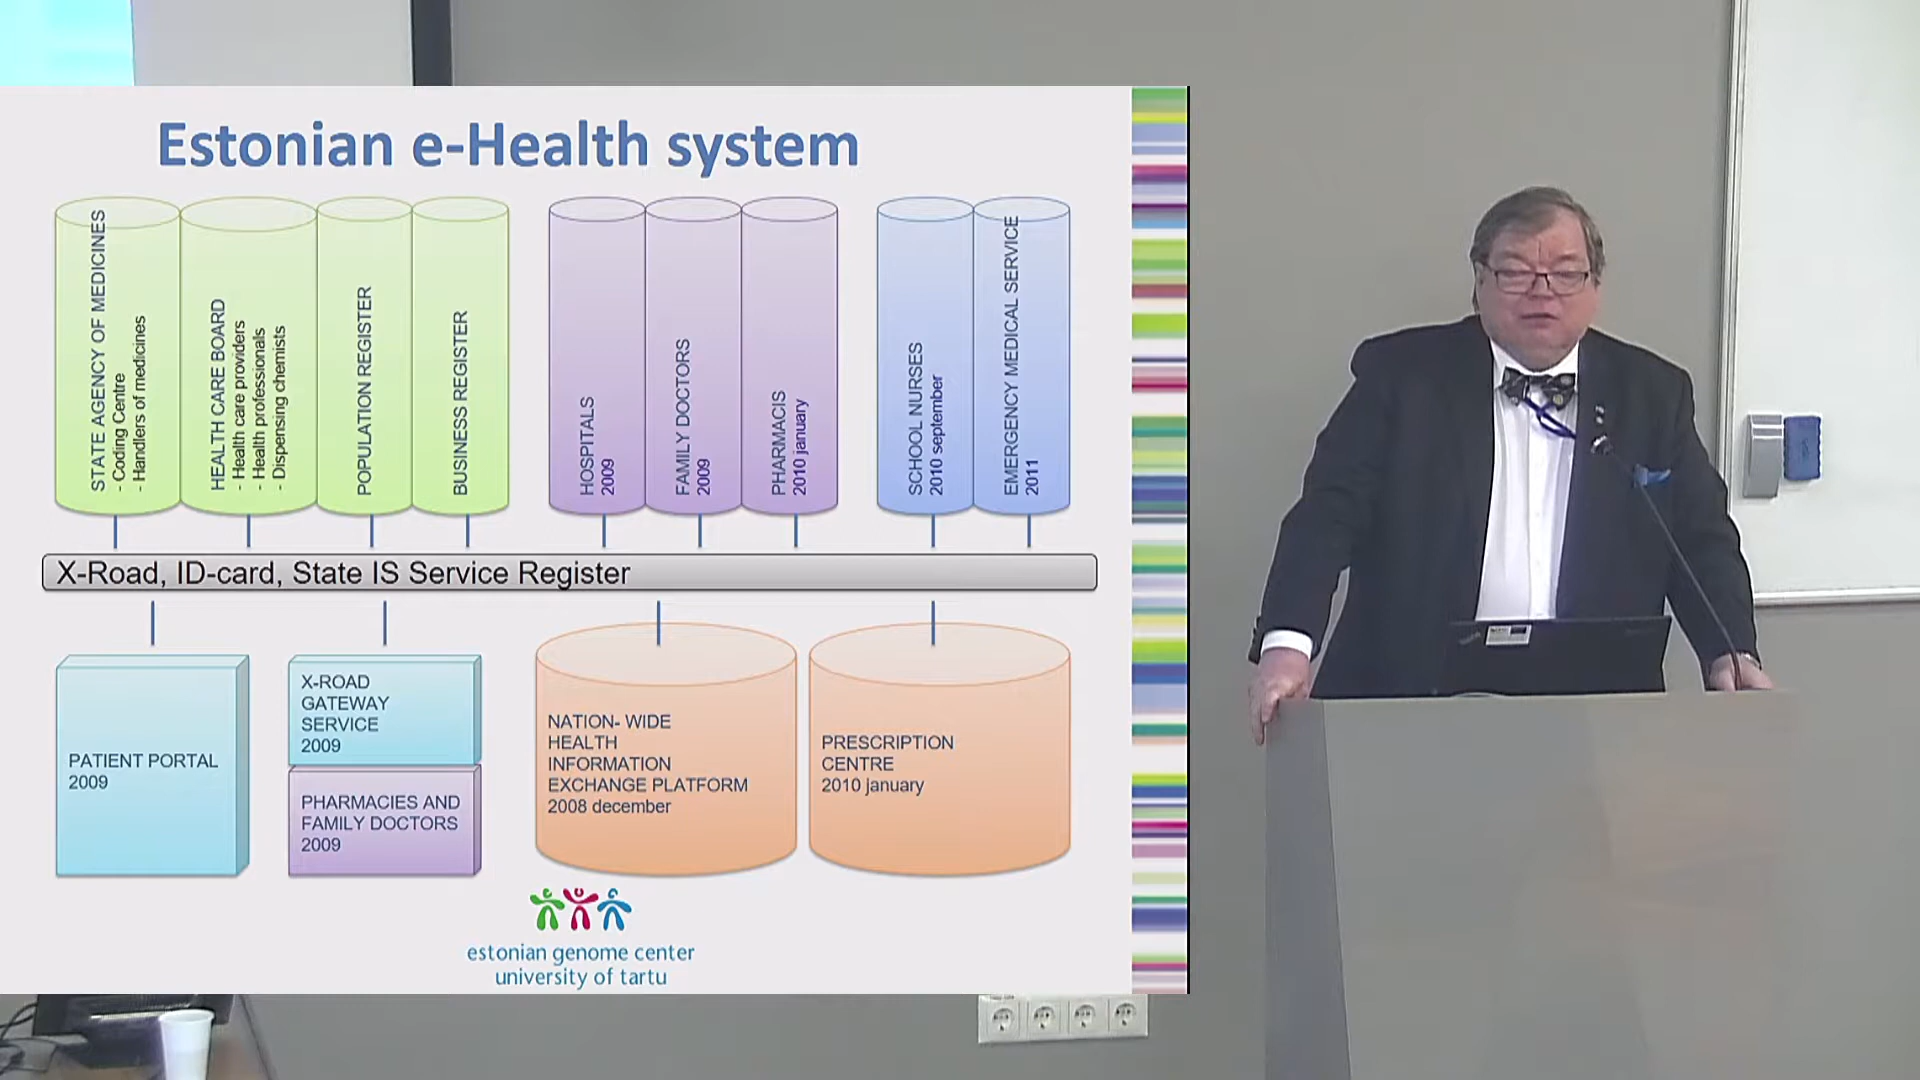 Estonian e-Health system
STATE AGENCY OF MEDICINES
- Coding Centre
- Handlers of medicines
HEALTH CARE BOARD
- Health care providers
- Health professionals
- Dispensing chemists
POPULATION REGISTER
BUSINESS REGISTER
HOSPITALS
2009
FAMILY DOCTORS
2009
PHARMACIS
2010 january
SCHOOL NURSES
2010 september
EMERGENCY MEDICAL SERVICE
2011
X-Road, ID-card, State IS Service Register
PATIENT PORTAL
2009
X-ROAD
GATEWAY
SERVICE
2009
PHARMACIES AND
FAMILY DOCTORS
2009
NATION- WIDE
HEALTH
INFORMATION
EXCHANGE PLATFORM
2008 december
PRESCRIPTION
CENTRE
2010 january
estonian genome center
university of tartu